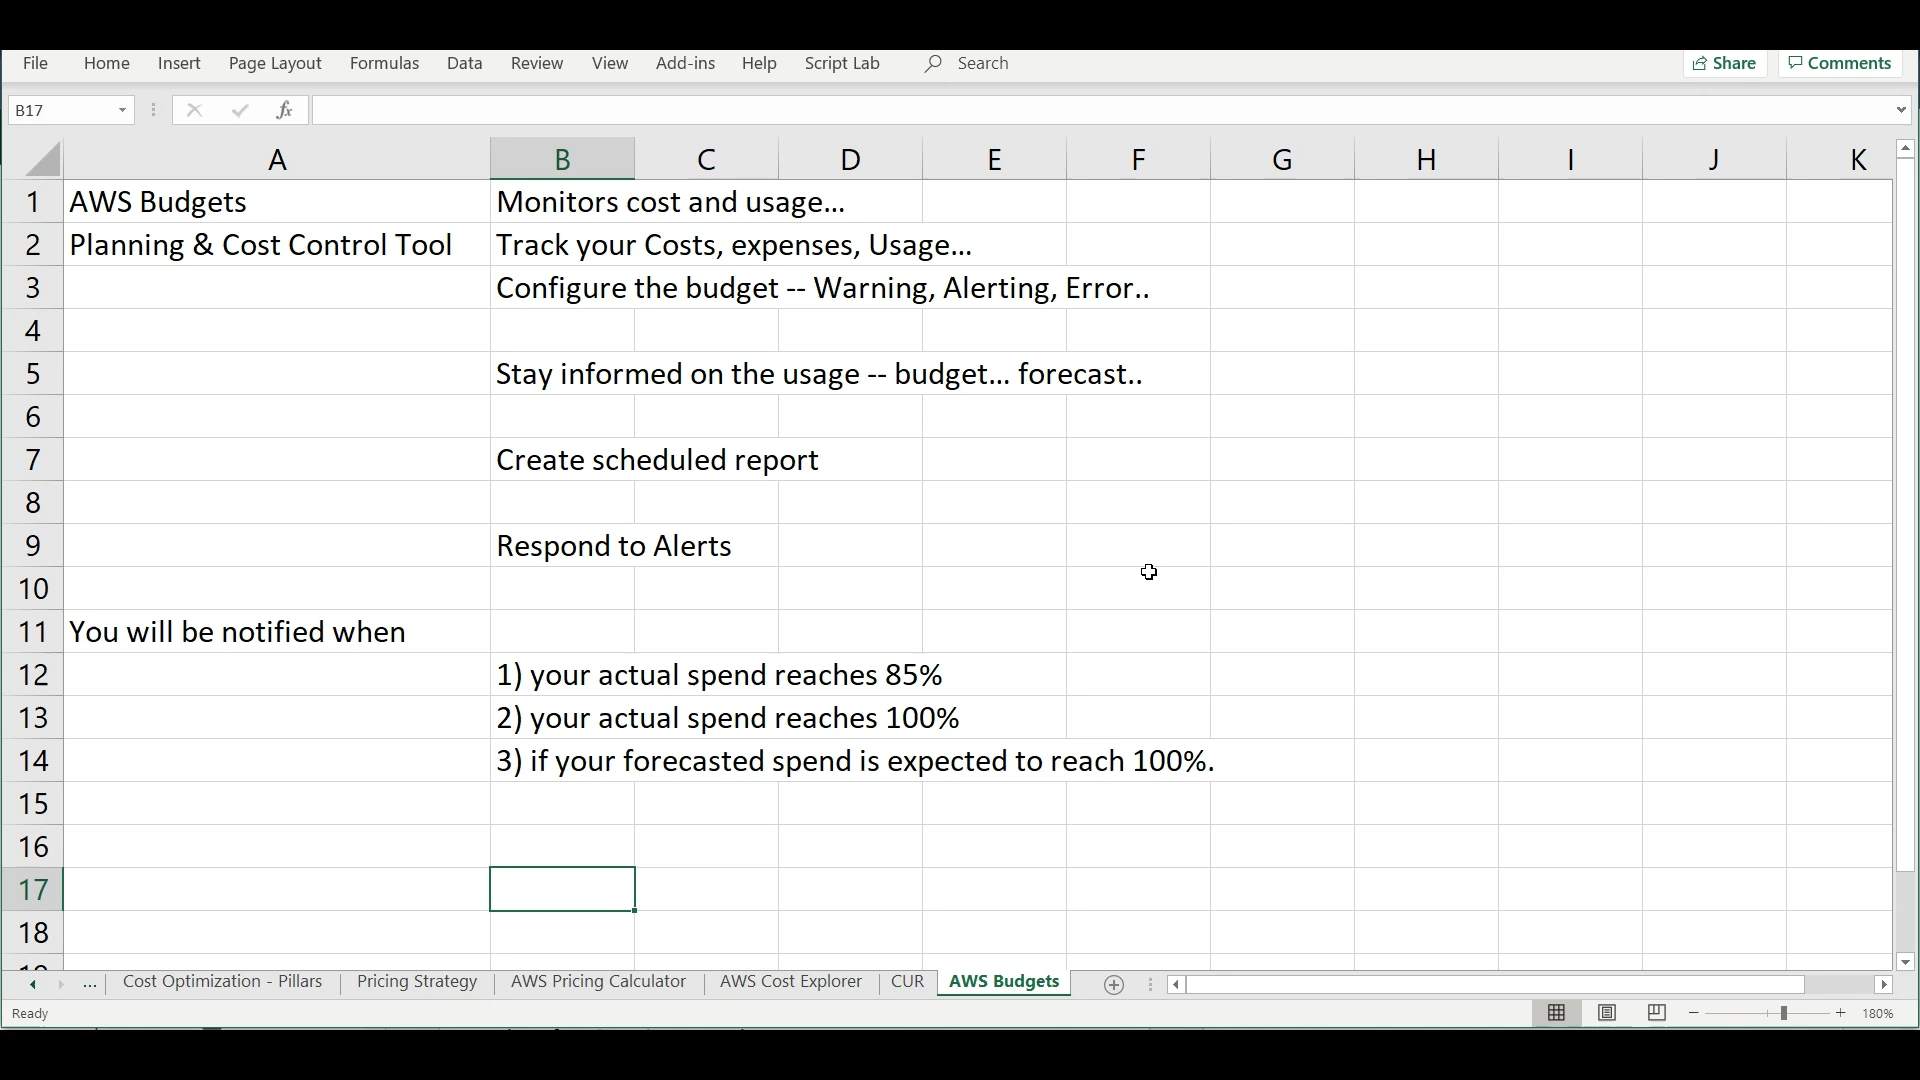 File Home Insert Page Layout Formulas Data Review View Add-ins Help Script Lab Search Share Comments
B17 fx
A B C D E F G H I J K
1 AWS Budgets Monitors cost and usage...
2 Planning & Cost Control Tool Track your Costs, expenses, Usage...
3 Configure the budget -- Warning, Alerting, Error..
4
5 Stay informed on the usage -- budget... forecast..
6
7 Create scheduled report
8
9 Respond to Alerts
10
11 You will be notified when
12 1) your actual spend reaches 85%
13 2) your actual spend reaches 100%
14 3) if your forecasted spend is expected to reach 100%.
15
16
17
18
... Cost Optimization - Pillars Pricing Strategy AWS Pricing Calculator AWS Cost Explorer CUR AWS Budgets
Ready 180%